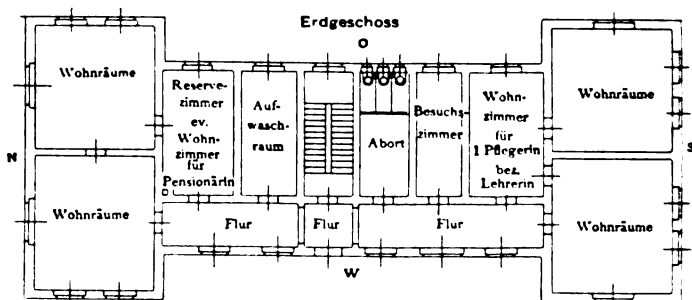 Erdgeschoss
Wohnräume
Reserve-
zimmer
ev.
Wohn-
zimmer
für
Pensionärin
Auf-
wasch-
raum
Abort
Besuchs-
zimmer
Wohn-
zimmer
für
1 Pflegerin
bez.
Lehrerin
Wohnräume
N
S
Wohnräume
Flur
Flur
Flur
Wohnräume
W